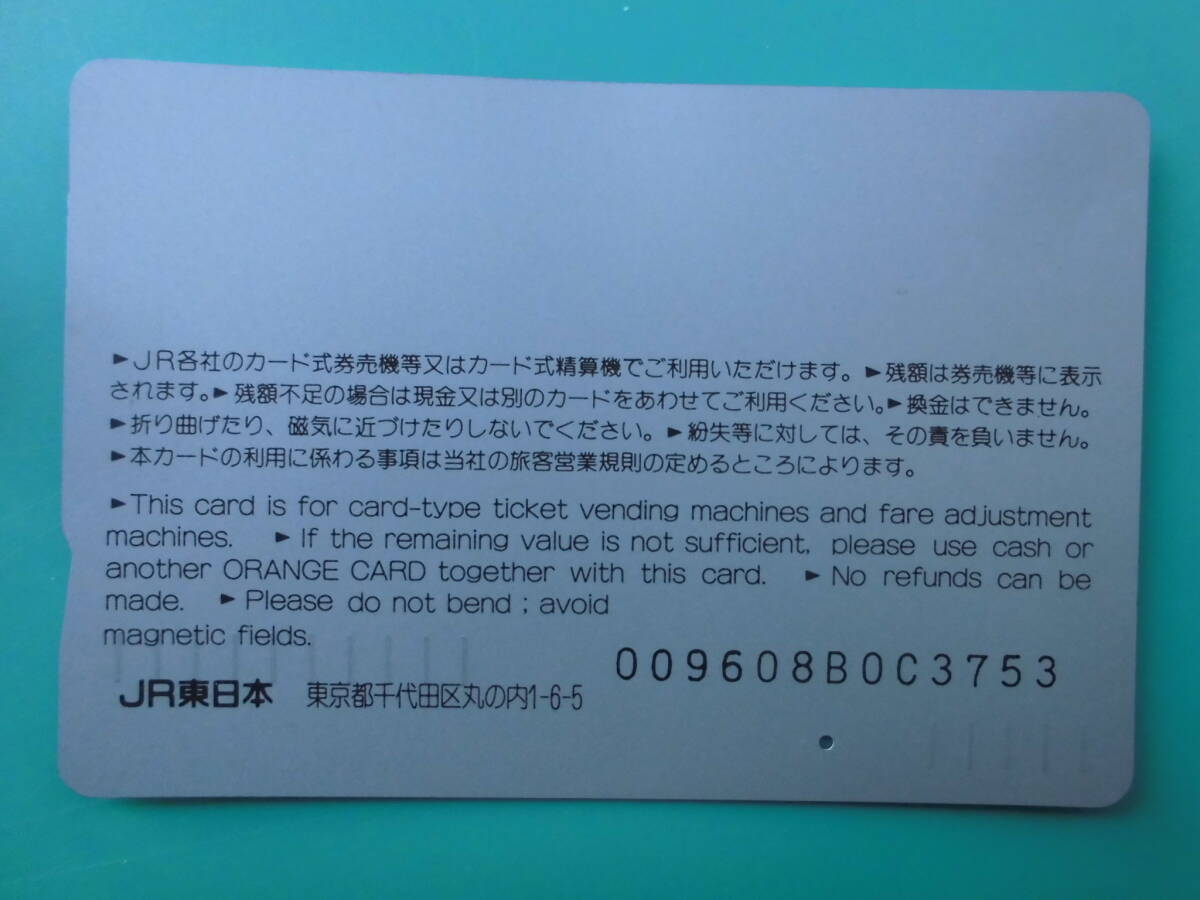 ►JR各社のカード式券売機等又はカード式精算機でご利用いただけます。►残額は券売機等に表示
されます。►残額不足の場合は現金又は別のカードをあわせてご利用ください。►換金はできません。
►折り曲げたり、磁気に近づけたりしないでください。►紛失等に対しては、その責を負いません。
►本カードの利用に係わる事項は当社の旅客営業規則の定めるところによります。
►This card is for card-type ticket vending machines and fare adjustment
machines. ►If the remaining value is not sufficient, please use cash or
another ORANGE CARD together with this card. ►No refunds can be
made. ►Please do not bend ; avoid
magnetic fields.
009608B0C3753
JR東日本 東京都千代田区丸の内1-6-5